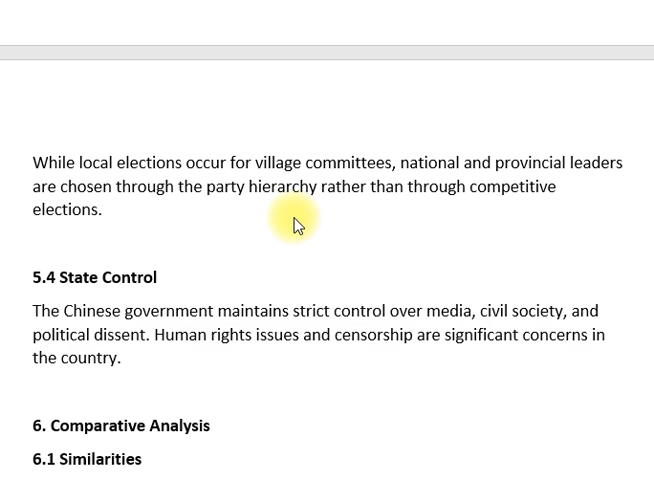 While local elections occur for village committees, national and provincial leaders
are chosen through the party hierarchy rather than through competitive
elections.
5.4 State Control
The Chinese government maintains strict control over media, civil society, and
political dissent. Human rights issues and censorship are significant concerns in
the country.
6. Comparative Analysis
6.1 Similarities